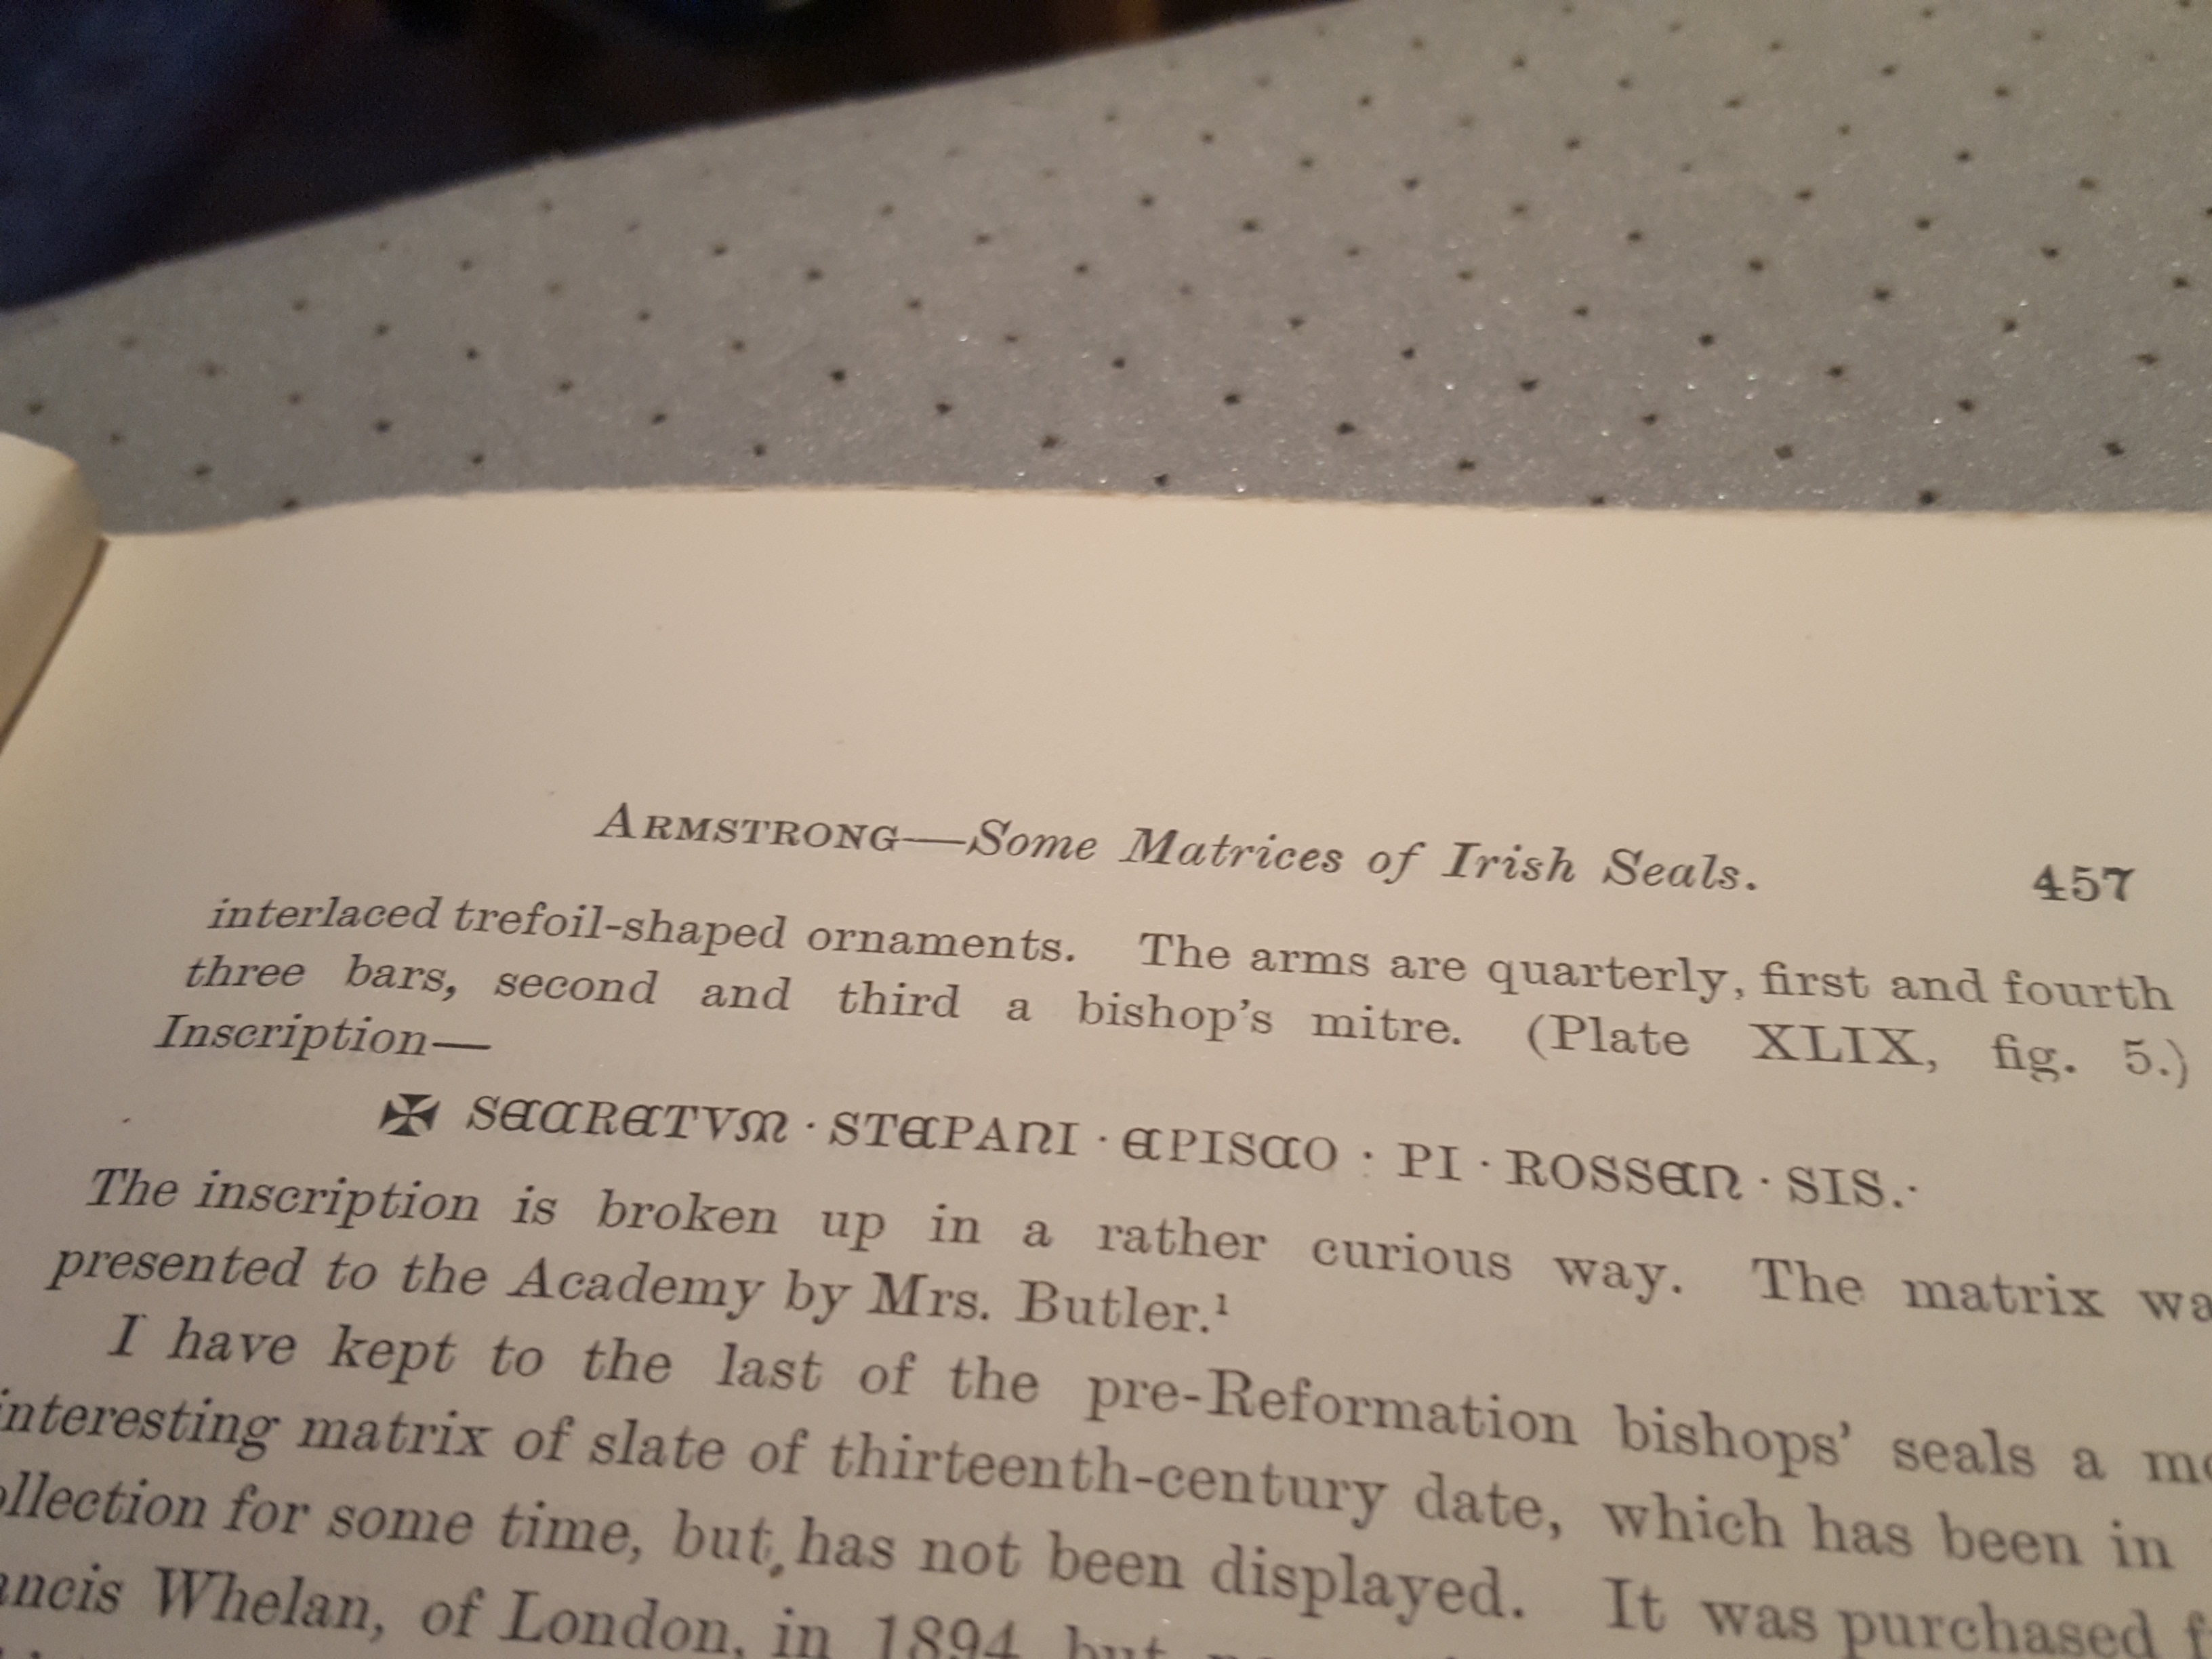 ARMSTRONG—Some Matrices of Irish Seals. 457
interlaced trefoil-shaped ornaments. The arms are quarterly, first and fourth
three bars, second and third a bishop's mitre. (Plate XLIX, fig. 5.)
Inscription—
✠ SECRETVM · STEPANI · EPISCO : PI · ROSSEN · SIS.·
The inscription is broken up in a rather curious way. The matrix wa
presented to the Academy by Mrs. Butler.¹
I have kept to the last of the pre-Reformation bishops' seals a mo
interesting matrix of slate of thirteenth-century date, which has been in
ollection for some time, but has not been displayed. It was purchased f
ancis Whelan, of London, in 1894 but